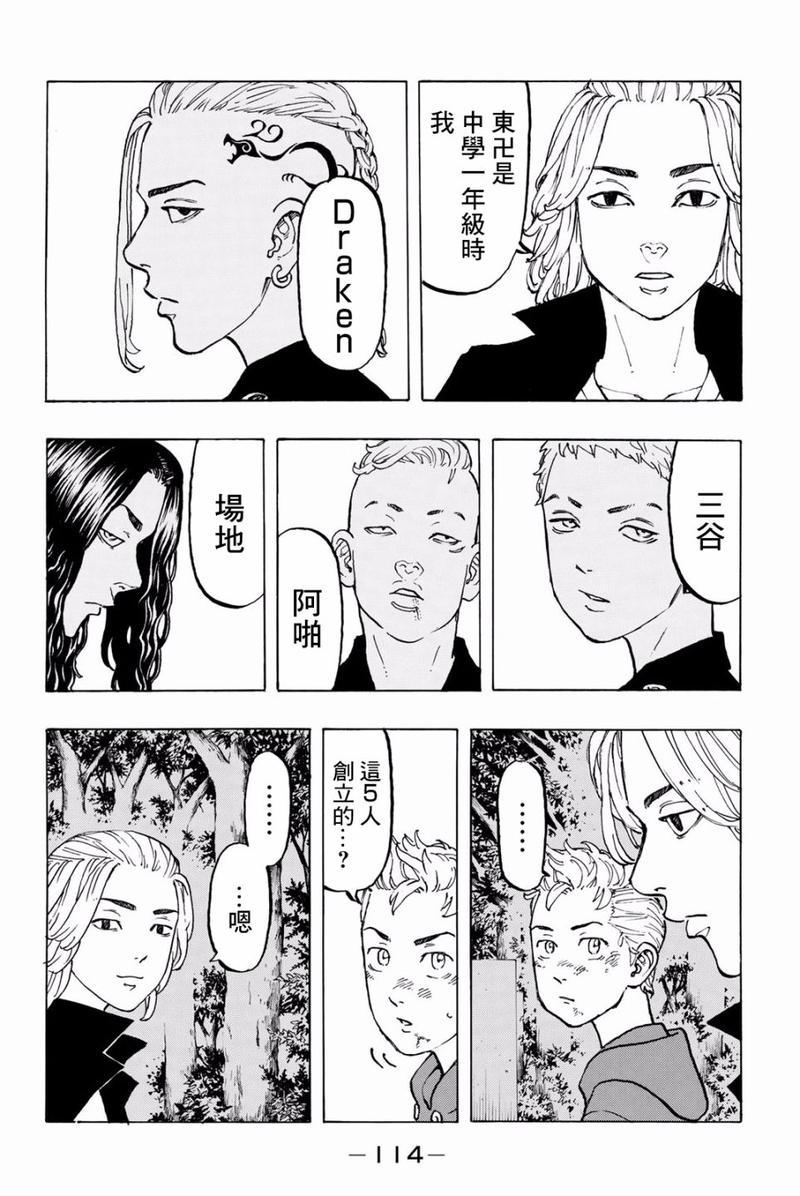 東卍是
中學一年級時
我
Draken
三谷
阿啪
場地
……
這5人
創立的…?
……
…嗯
—114—